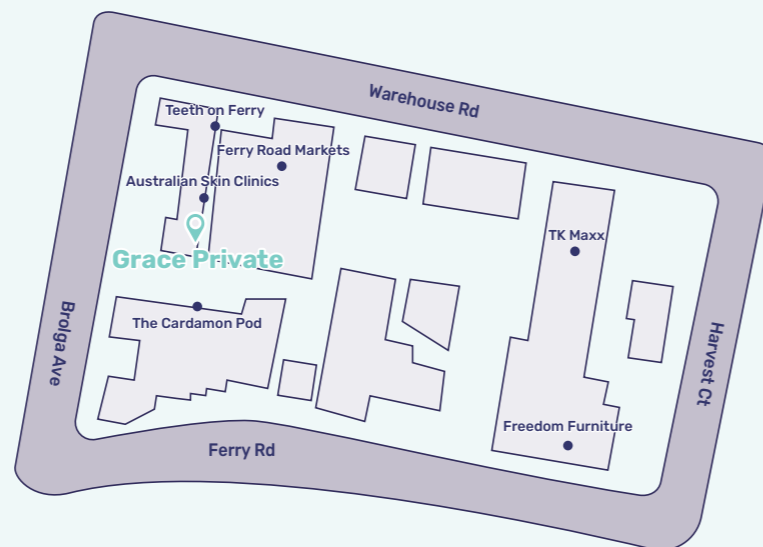 Warehouse Rd
Teeth on Ferry
Ferry Road Markets
Australian Skin Clinics
TK Maxx
Grace Private
The Cardamon Pod
Brolga Ave
Harvest Ct
Freedom Furniture
Ferry Rd